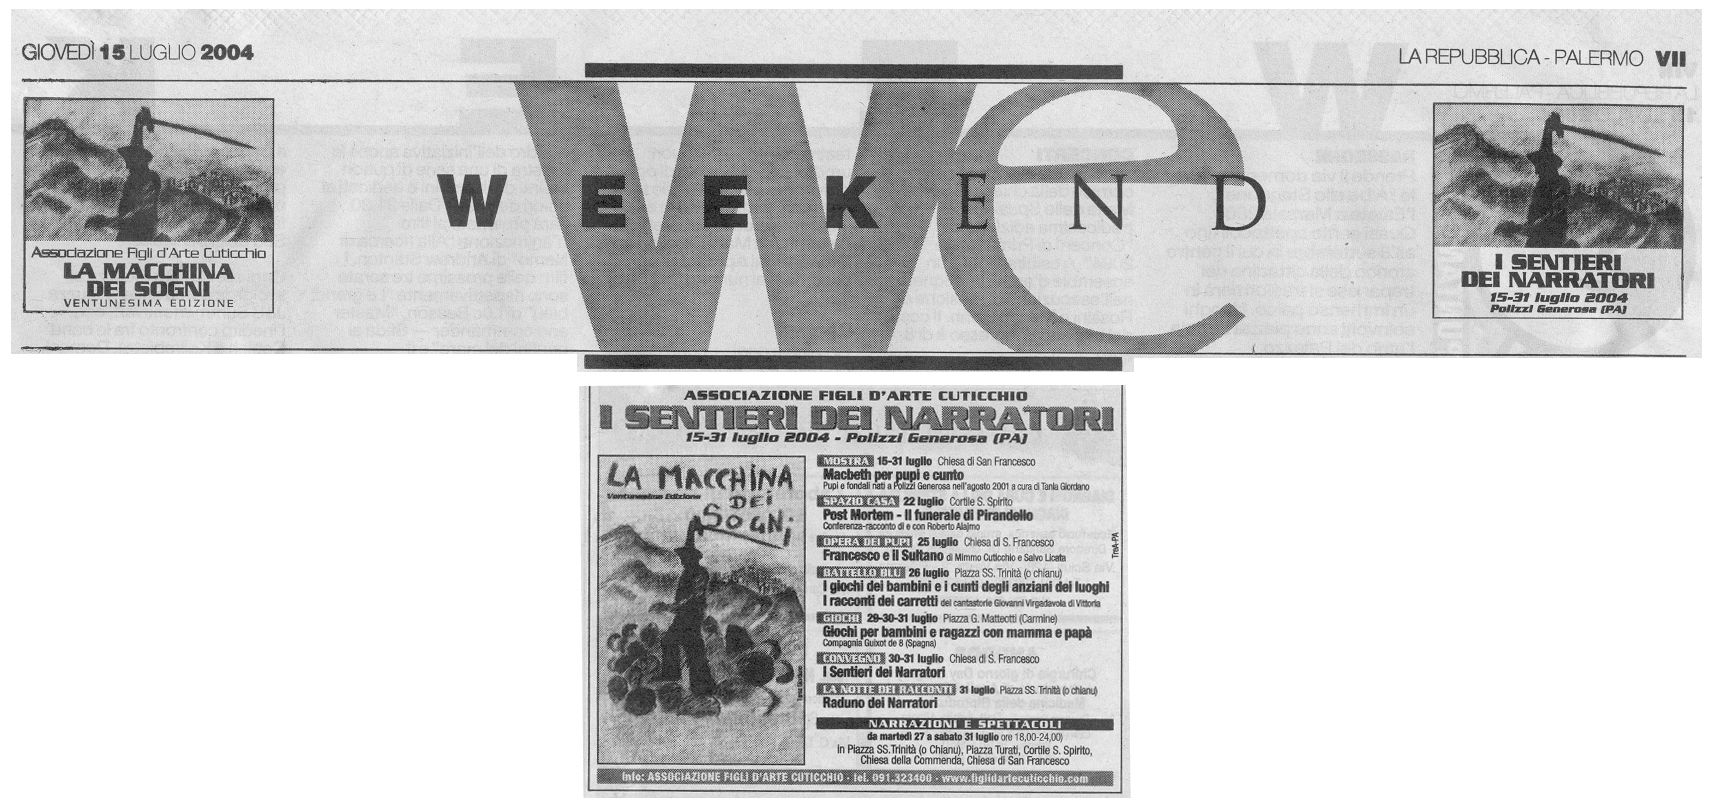 GIOVEDÌ 15 LUGLIO 2004
LA REPUBBLICA - PALERMO VII
We
WEEKEND
Associazione Figli d'Arte Cuticchio
LA MACCHINA
DEI SOGNI
VENTUNESIMA EDIZIONE
I SENTIERI
DEI NARRATORI
15-31 luglio 2004
Polizzi Generosa (PA)
ASSOCIAZIONE FIGLI D'ARTE CUTICCHIO
I SENTIERI DEI NARRATORI
15-31 luglio 2004 - Polizzi Generosa (PA)
LA MACCHINA
Ventunesima Edizione
DEI
SOGNI
Tania Giordano
MOSTRA 15-31 luglio Chiesa di San Francesco
Macbeth per pupi e cunto
Pupi e fondali nati a Polizzi Generosa nell'agosto 2001 a cura di Tania Giordano
SPAZIO CASA 22 luglio Cortile S. Spirito
Post Mortem - Il funerale di Pirandello
Conferenza-racconto di e con Roberto Alajmo
OPERA DEI PUPI 25 luglio Chiesa di S. Francesco
Francesco e il Sultano di Mimmo Cuticchio e Salvo Licata
BATTELLO BLU 26 luglio Piazza SS. Trinità (o chianu)
I giochi dei bambini e i cunti degli anziani dei luoghi
I racconti dei carretti del cantastorie Giovanni Virgadavola di Vittoria
GIOCHI 29-30-31 luglio Piazza G. Matteotti (Carmine)
Giochi per bambini e ragazzi con mamma e papà
Compagnia Guixot de 8 (Spagna)
CONVEGNO 30-31 luglio Chiesa di S. Francesco
I Sentieri dei Narratori
LA NOTTE DEI RACCONTI 31 luglio Piazza SS. Trinità (o chianu)
Raduno dei Narratori
NARRAZIONI E SPETTACOLI
da martedì 27 a sabato 31 luglio ore 18,00-24,00)
in Piazza SS.Trinità (o Chianu), Piazza Turati, Cortile S. Spirito,
Chiesa della Commenda, Chiesa di San Francesco
Info: ASSOCIAZIONE FIGLI D'ARTE CUTICCHIO - tel. 091.323400 - www.figlidartecuticchio.com
TmA-PA